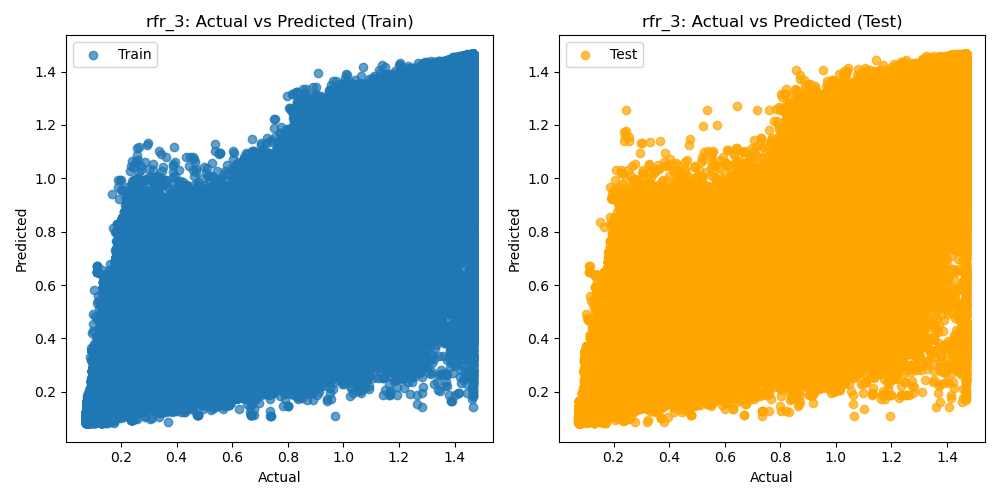 rfr_3: Actual vs Predicted (Train)
Train
1.4
1.2
1.0
0.8
0.6
0.4
0.2
Predicted
0.2 0.4 0.6 0.8 1.0 1.2 1.4
Actual
rfr_3: Actual vs Predicted (Test)
Test
1.4
1.2
1.0
0.8
0.6
0.4
0.2
Predicted
0.2 0.4 0.6 0.8 1.0 1.2 1.4
Actual